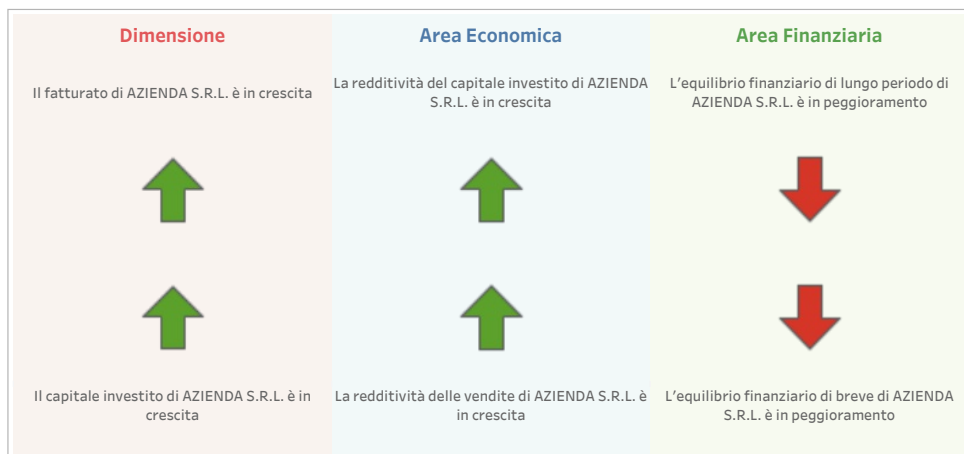 Dimensione
Il fatturato di AZIENDA S.R.L. è in crescita
Il capitale investito di AZIENDA S.R.L. è in
crescita
Area Economica
La redditività del capitale investito di AZIENDA
S.R.L. è in crescita
La redditività delle vendite di AZIENDA S.R.L. è
in crescita
Area Finanziaria
L'equilibrio finanziario di lungo periodo di
AZIENDA S.R.L. è in peggioramento
L'equilibrio finanziario di breve di AZIENDA
S.R.L. è in peggioramento